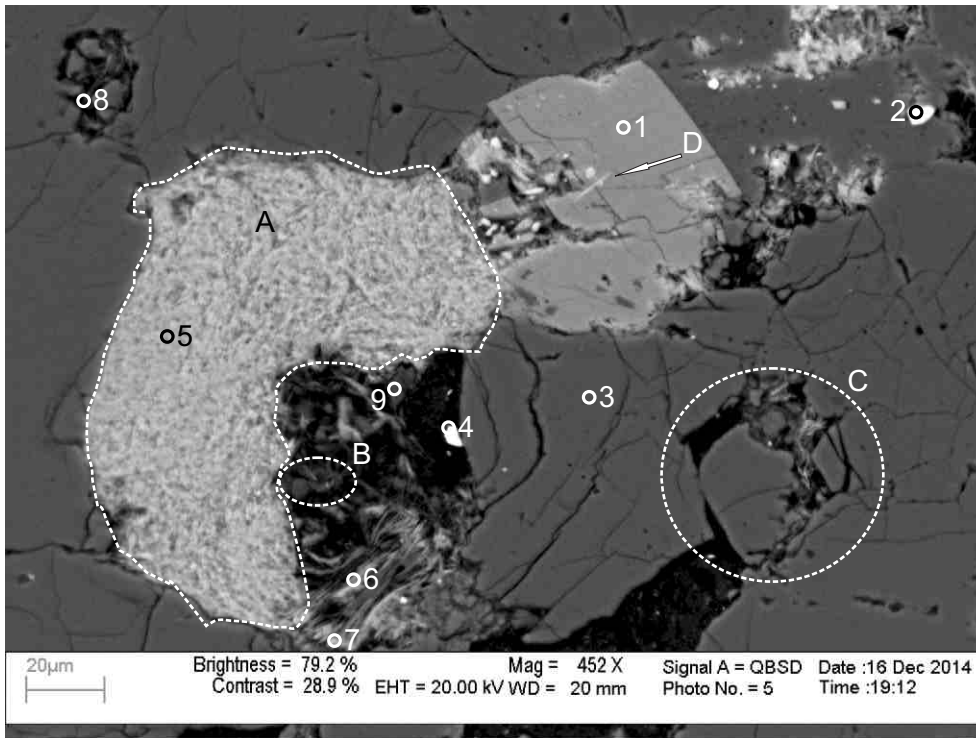 8
1
2
D
A
5
3
9
4
C
B
6
7
20µm
Brightness = 79.2 %
Contrast = 28.9 %
EHT = 20.00 kV
Mag = 452 X
WD = 20 mm
Signal A = QBSD
Photo No. = 5
Date :16 Dec 2014
Time :19:12